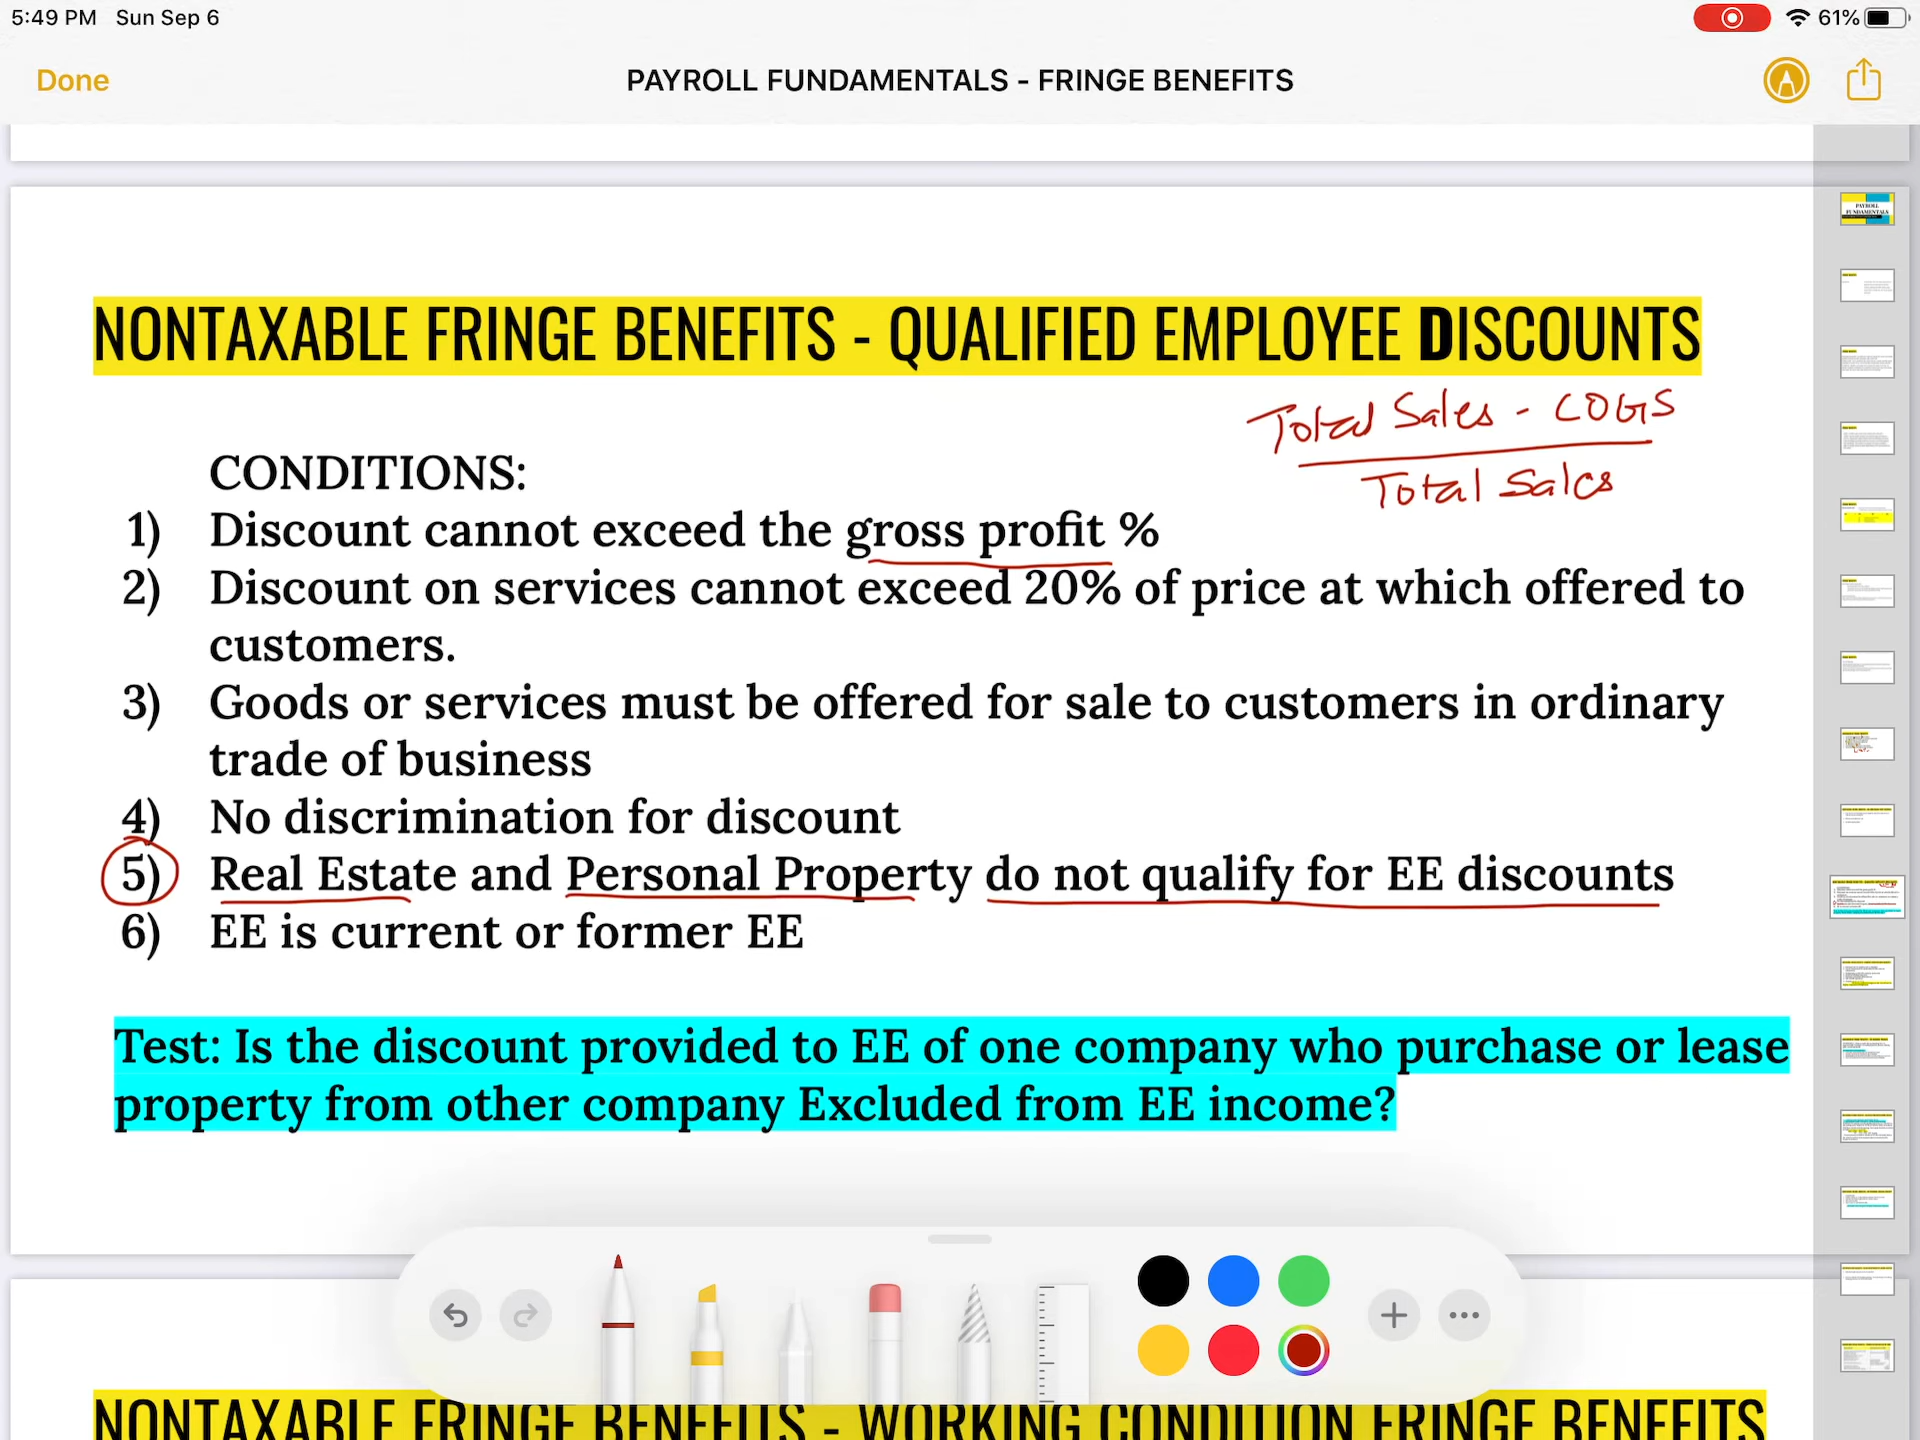 5:49 PM Sun Sep 6
61%
Done
PAYROLL FUNDAMENTALS - FRINGE BENEFITS
PAYROLL
FUNDAMENTALS
NONTAXABLE FRINGE BENEFITS - QUALIFIED EMPLOYEE DISCOUNTS
Total Sales - COGS
Total Sales
CONDITIONS:
1) Discount cannot exceed the gross profit %
2) Discount on services cannot exceed 20% of price at which offered to
customers.
3) Goods or services must be offered for sale to customers in ordinary
trade of business
4) No discrimination for discount
5) Real Estate and Personal Property do not qualify for EE discounts
6) EE is current or former EE
Test: Is the discount provided to EE of one company who purchase or lease
property from other company Excluded from EE income?
NONTAXABLE FRINGE BENEFITS - WORKING CONDITION FRINGE BENEFITS